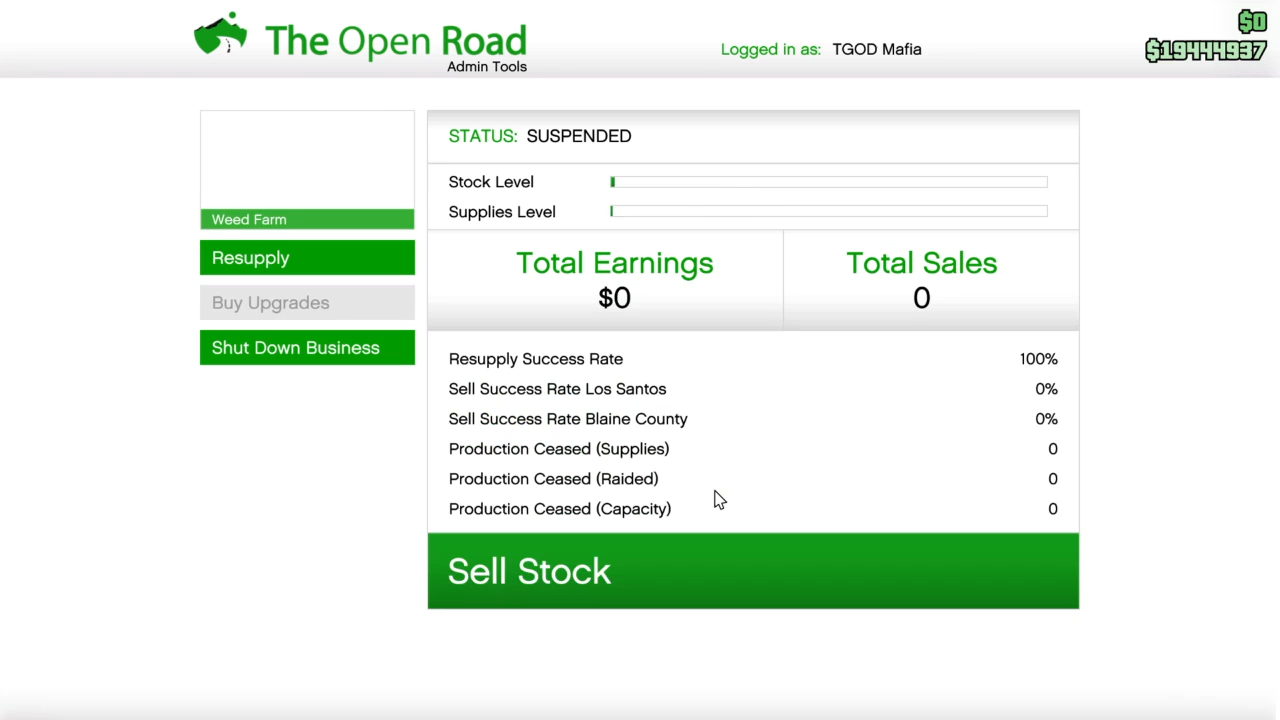 The Open Road
Admin Tools
Logged in as: TGOD Mafia
$0
$19444937
Weed Farm
Resupply
Buy Upgrades
Shut Down Business
STATUS: SUSPENDED
Stock Level
Supplies Level
Total Earnings
$0
Total Sales
0
Resupply Success Rate 100%
Sell Success Rate Los Santos 0%
Sell Success Rate Blaine County 0%
Production Ceased (Supplies) 0
Production Ceased (Raided) 0
Production Ceased (Capacity) 0
Sell Stock